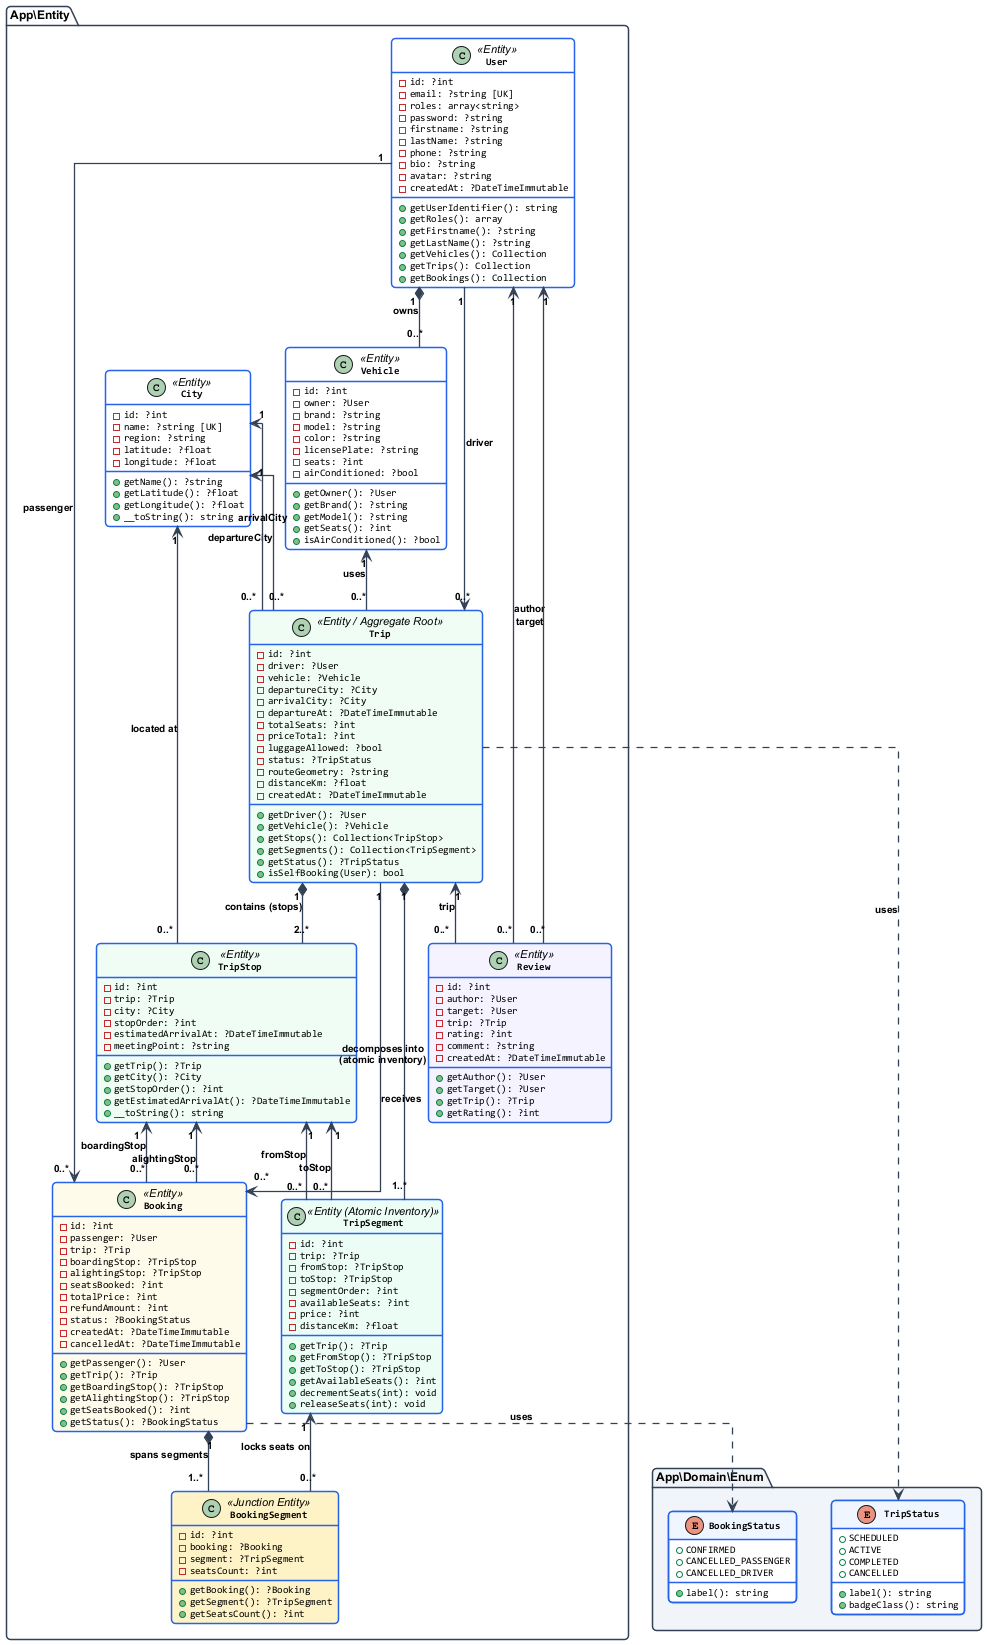 App\Entity
C
«Entity»
User
id: ?int
email: ?string [UK]
roles: array<string>
password: ?string
firstname: ?string
lastName: ?string
phone: ?string
bio: ?string
avatar: ?string
createdAt: ?DateTimeImmutable
getUserIdentifier(): string
getRoles(): array
getFirstname(): ?string
getLastName(): ?string
getVehicles(): Collection
getTrips(): Collection
getBookings(): Collection
1
1
owns
0..*
1
1
1
C
«Entity»
Vehicle
id: ?int
owner: ?User
brand: ?string
model: ?string
color: ?string
licensePlate: ?string
seats: ?int
airConditioned: ?bool
getOwner(): ?User
getBrand(): ?string
getModel(): ?string
getSeats(): ?int
isAirConditioned(): ?bool
C
«Entity»
City
id: ?int
name: ?string [UK]
region: ?string
latitude: ?float
longitude: ?float
getName(): ?string
getLatitude(): ?float
getLongitude(): ?float
__toString(): string
1
1
driver
passenger
arrivalCity
departureCity
1
1
uses
0..*
0..*
0..*
0..*
author
target
C
«Entity / Aggregate Root»
Trip
id: ?int
driver: ?User
vehicle: ?Vehicle
departureCity: ?City
arrivalCity: ?City
departureAt: ?DateTimeImmutable
totalSeats: ?int
priceTotal: ?int
luggageAllowed: ?bool
status: ?TripStatus
routeGeometry: ?string
distanceKm: ?float
createdAt: ?DateTimeImmutable
getDriver(): ?User
getVehicle(): ?Vehicle
getStops(): Collection<TripStop>
getSegments(): Collection<TripSegment>
getStatus(): ?TripStatus
isSelfBooking(User): bool
located at
1
contains (stops)
1
1
1
trip
uses
0..*
2..*
0..*
0..*
0..*
C
«Entity»
TripStop
id: ?int
trip: ?Trip
city: ?City
stopOrder: ?int
estimatedArrivalAt: ?DateTimeImmutable
meetingPoint: ?string
getTrip(): ?Trip
getCity(): ?City
getStopOrder(): ?int
getEstimatedArrivalAt(): ?DateTimeImmutable
__toString(): string
C
«Entity»
Review
id: ?int
author: ?User
target: ?User
trip: ?Trip
rating: ?int
comment: ?string
createdAt: ?DateTimeImmutable
getAuthor(): ?User
getTarget(): ?User
getTrip(): ?Trip
getRating(): ?int
decomposes into
(atomic inventory)
receives
1
1
1
1
boardingStop
alightingStop
fromStop
toStop
0..*
0..*
0..*
0..*
0..*
0..*
1..*
C
«Entity»
Booking
id: ?int
passenger: ?User
trip: ?Trip
boardingStop: ?TripStop
alightingStop: ?TripStop
seatsBooked: ?int
totalPrice: ?int
refundAmount: ?int
status: ?BookingStatus
createdAt: ?DateTimeImmutable
cancelledAt: ?DateTimeImmutable
getPassenger(): ?User
getTrip(): ?Trip
getBoardingStop(): ?TripStop
getAlightingStop(): ?TripStop
getSeatsBooked(): ?int
getStatus(): ?BookingStatus
C
«Entity (Atomic Inventory)»
TripSegment
id: ?int
trip: ?Trip
fromStop: ?TripStop
toStop: ?TripStop
segmentOrder: ?int
availableSeats: ?int
price: ?int
distanceKm: ?float
getTrip(): ?Trip
getFromStop(): ?TripStop
getToStop(): ?TripStop
getAvailableSeats(): ?int
decrementSeats(int): void
releaseSeats(int): void
uses
1
spans segments
1..*
1
locks seats on
0..*
C
«Junction Entity»
BookingSegment
id: ?int
booking: ?Booking
segment: ?TripSegment
seatsCount: ?int
getBooking(): ?Booking
getSegment(): ?TripSegment
getSeatsCount(): ?int
App\Domain\Enum
E
BookingStatus
CONFIRMED
CANCELLED_PASSENGER
CANCELLED_DRIVER
label(): string
E
TripStatus
SCHEDULED
ACTIVE
COMPLETED
CANCELLED
label(): string
badgeClass(): string